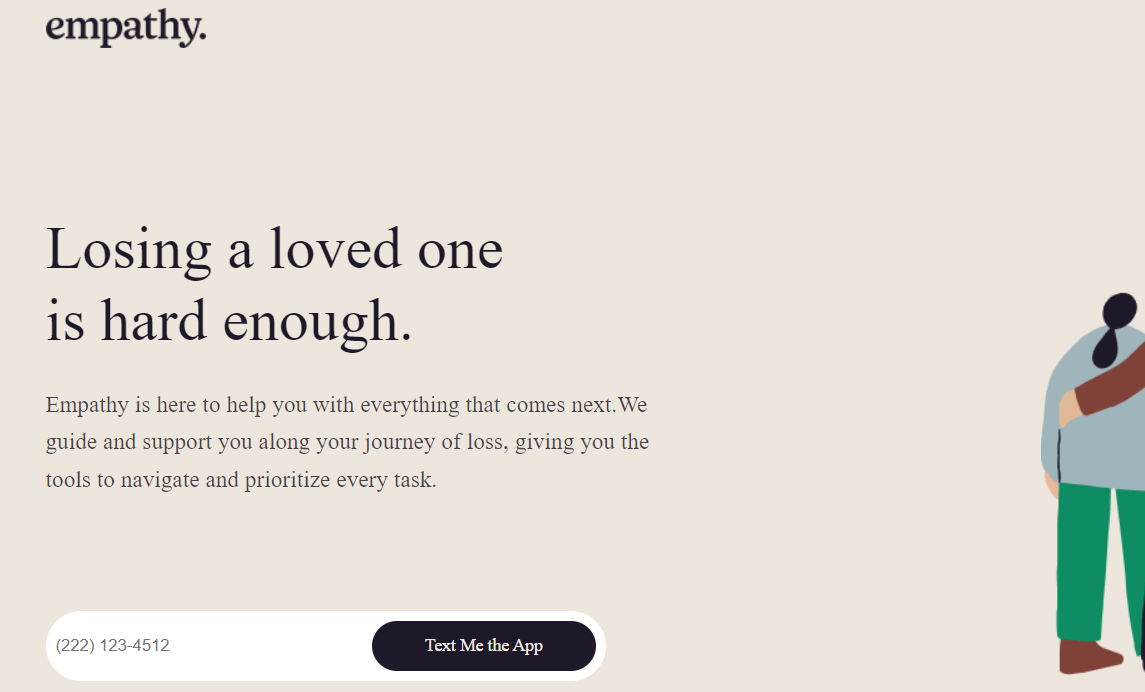 empathy.
Losing a loved one
is hard enough.
Empathy is here to help you with everything that comes next.We
guide and support you along your journey of loss, giving you the
tools to navigate and prioritize every task.
(222) 123-4512 Text Me the App